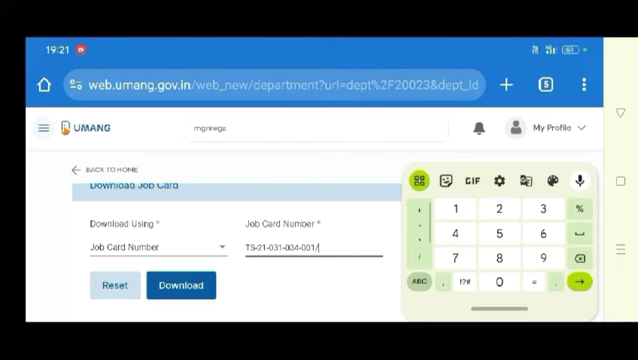 19:21
61
web.umang.gov.in/web_new/department?url=dept%2F20023&dept_id
5
UMANG
mgnrega
My Profile
BACK TO HOME
Download Job Card
Download Using *
Job Card Number *
Job Card Number
TS-21-031-034-001/
Reset
Download
GIF
1 2 3 %
4 5 6
7 8 9
/
ABC , !?# 0 = .